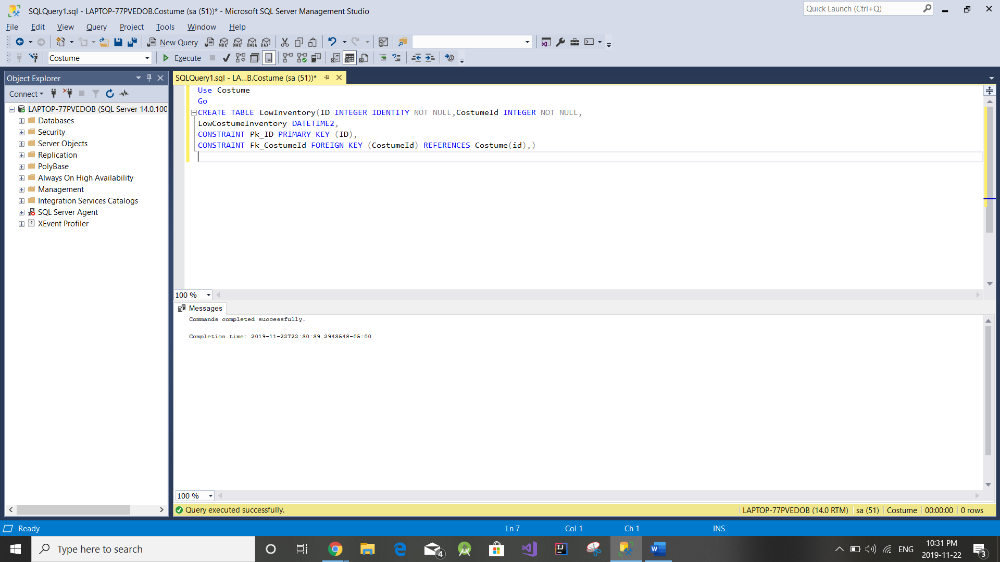 SQLQuery1.sql - LAPTOP-77PVEDOB.Costume (sa (51))* - Microsoft SQL Server Management Studio
Quick Launch (Ctrl+Q)
File Edit View Query Project Tools Window Help
New Query MDX DMX XMLA DAX
Costume Execute
Object Explorer
SQLQuery1.sql - LA...B.Costume (sa (51))*
Connect
LAPTOP-77PVEDOB (SQL Server 14.0.100
Databases
Security
Server Objects
Replication
PolyBase
Always On High Availability
Management
Integration Services Catalogs
SQL Server Agent
XEvent Profiler
Use Costume
Go
CREATE TABLE LowInventory(ID INTEGER IDENTITY NOT NULL,CostumeId INTEGER NOT NULL,
LowCostumeInventory DATETIME2,
CONSTRAINT Pk_ID PRIMARY KEY (ID),
CONSTRAINT Fk_CostumeId FOREIGN KEY (CostumeId) REFERENCES Costume(id),)
100 %
Messages
Commands completed successfully.
Completion time: 2019-11-22T22:30:39.2943548-05:00
100 %
Query executed successfully.
LAPTOP-77PVEDOB (14.0 RTM) sa (51) Costume 00:00:00 0 rows
Ready Ln 7 Col 1 Ch 1 INS
Type here to search
4
ENG
10:31 PM
2019-11-22
3